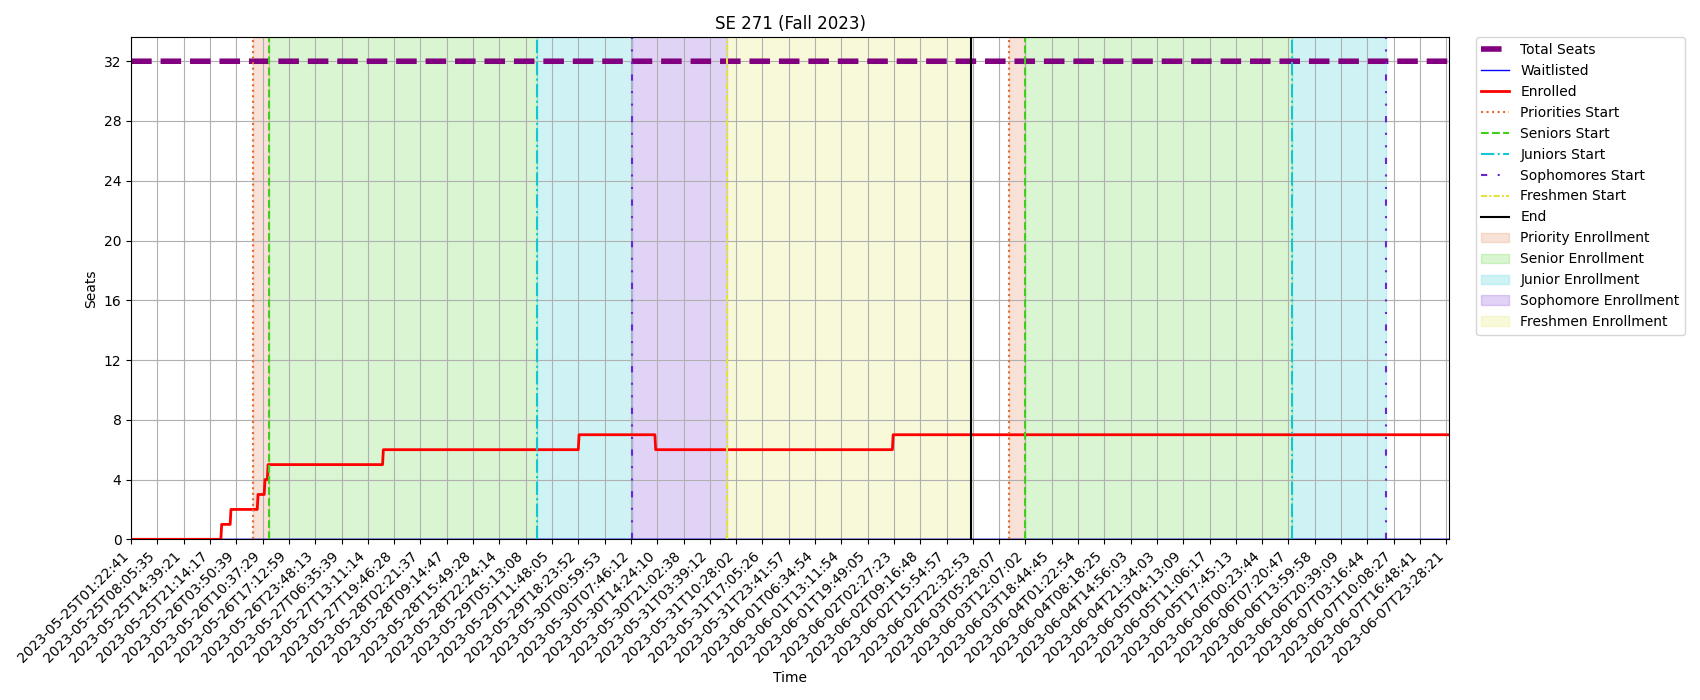 SE 271 (Fall 2023)
Seats
32
28
24
20
16
12
8
4
0
2023-05-25T01:22:41
2023-05-25T08:05:35
2023-05-25T14:39:21
2023-05-25T21:14:17
2023-05-26T03:50:39
2023-05-26T10:37:29
2023-05-26T17:12:59
2023-05-26T23:48:13
2023-05-27T06:35:39
2023-05-27T13:11:14
2023-05-27T19:46:28
2023-05-28T02:21:37
2023-05-28T09:14:47
2023-05-28T15:49:28
2023-05-28T22:24:14
2023-05-29T05:13:08
2023-05-29T11:48:05
2023-05-29T18:23:52
2023-05-30T00:59:53
2023-05-30T07:46:12
2023-05-30T14:24:10
2023-05-30T21:02:38
2023-05-31T03:39:12
2023-05-31T10:28:02
2023-05-31T17:05:26
2023-05-31T23:41:57
2023-06-01T06:34:54
2023-06-01T13:11:54
2023-06-01T19:49:05
2023-06-02T02:27:23
2023-06-02T09:16:48
2023-06-02T15:54:57
2023-06-02T22:32:53
2023-06-03T05:28:07
2023-06-03T12:07:02
2023-06-03T18:44:45
2023-06-04T01:22:54
2023-06-04T08:18:25
2023-06-04T14:56:03
2023-06-04T21:34:03
2023-06-05T04:13:09
2023-06-05T11:06:17
2023-06-05T17:45:13
2023-06-06T00:23:44
2023-06-06T07:20:47
2023-06-06T13:59:58
2023-06-06T20:39:09
2023-06-07T03:16:44
2023-06-07T10:08:27
2023-06-07T16:48:41
2023-06-07T23:28:21
Time
Total Seats
Waitlisted
Enrolled
Priorities Start
Seniors Start
Juniors Start
Sophomores Start
Freshmen Start
End
Priority Enrollment
Senior Enrollment
Junior Enrollment
Sophomore Enrollment
Freshmen Enrollment